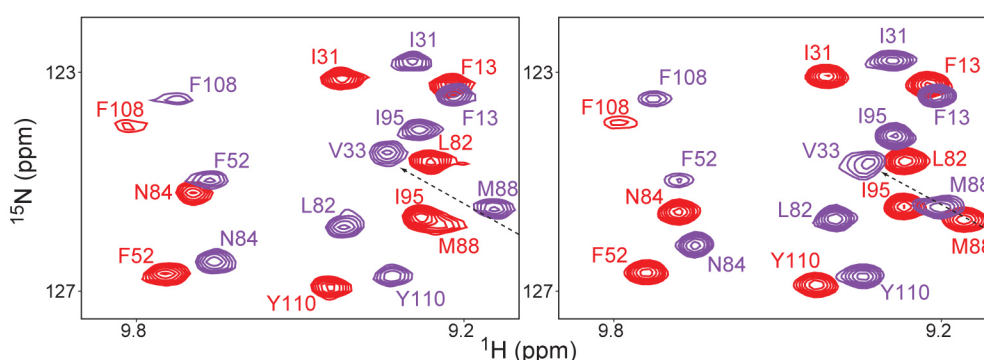 I31
I31
F13
123
F108
F108
F13
I95
V33
L82
F52
N84
M88
L82
I95
M88
N84
F52
Y110
Y110
127
9.8
9.2
I31
I31
F13
F108
F108
F13
I95
V33
L82
F52
N84
M88
I95
L82
M88
N84
F52
Y110
Y110
9.8
9.2
15N (ppm)
1H (ppm)